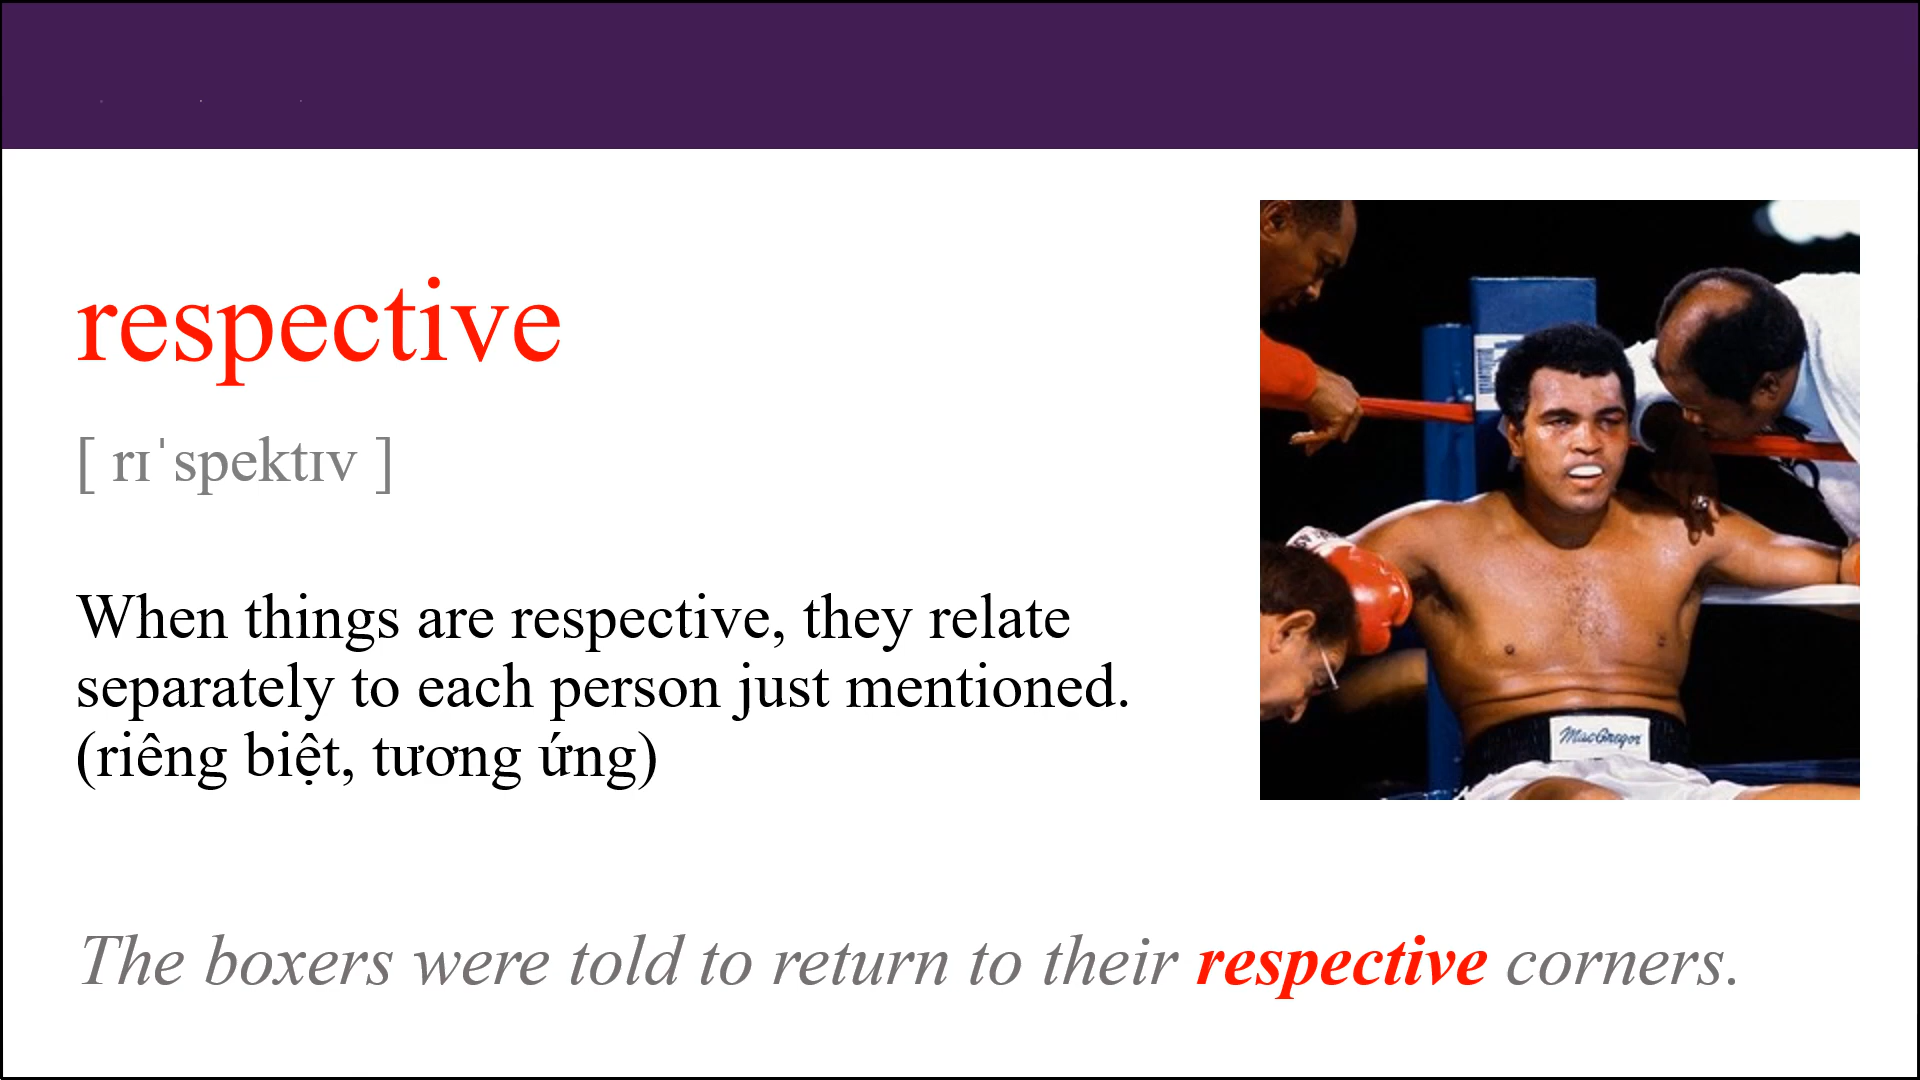 respective
[ rɪˈspektɪv ]
When things are respective, they relate
separately to each person just mentioned.
(riêng biệt, tương ứng)
MacGregor
The boxers were told to return to their respective corners.